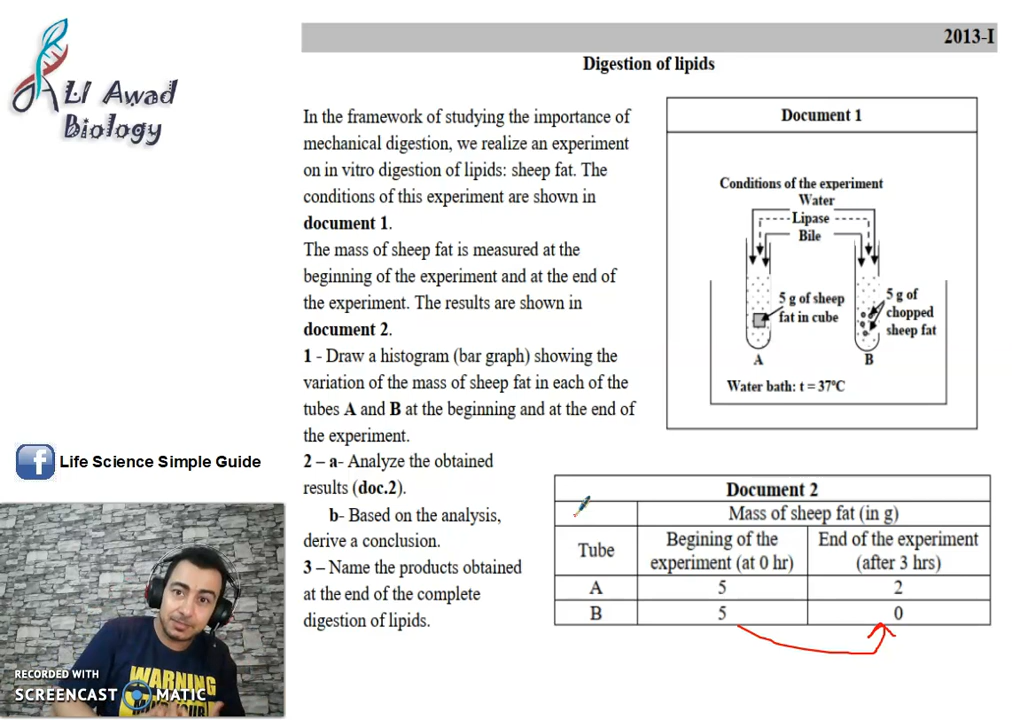 2013-I
Digestion of lipids
ALI Awad
Biology
In the framework of studying the importance of
mechanical digestion, we realize an experiment
on in vitro digestion of lipids: sheep fat. The
conditions of this experiment are shown in
document 1.
The mass of sheep fat is measured at the
beginning of the experiment and at the end of
the experiment. The results are shown in
document 2.
1 - Draw a histogram (bar graph) showing the
variation of the mass of sheep fat in each of the
tubes A and B at the beginning and at the end of
the experiment.
2 – a- Analyze the obtained
results (doc.2).
b- Based on the analysis,
derive a conclusion.
3 – Name the products obtained
at the end of the complete
digestion of lipids.
Document 1
Conditions of the experiment
Water
Lipase
Bile
5 g of sheep
fat in cube
5 g of
chopped
sheep fat
A
B
Water bath: t = 37°C
Document 2
Mass of sheep fat (in g)
Tube
Begining of the
experiment (at 0 hr)
End of the experiment
(after 3 hrs)
A 5 2
B 5 0
Life Science Simple Guide
WARNING
RECORDED WITH
SCREENCAST MATIC